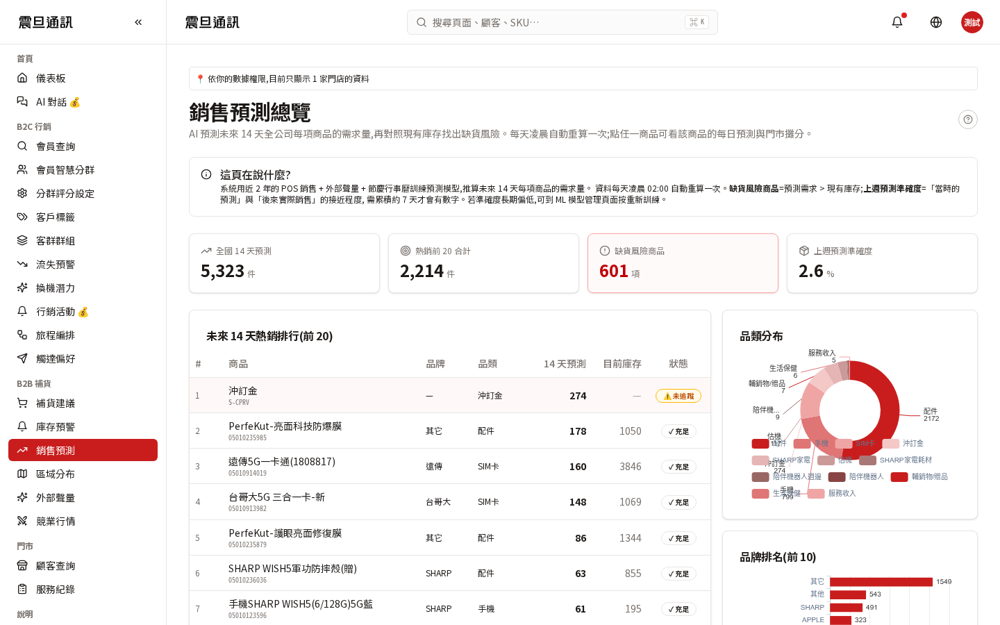 震旦通訊
首頁
儀表板
AI 對話 💰
B2C 行銷
會員查詢
會員智慧分群
分群評分設定
客戶標籤
客群群組
流失預警
換機潛力
行銷活動 💰
旅程編排
觸達偏好
B2B 補貨
補貨建議
庫存預警
銷售預測
區域分布
外部聲量
競業行情
門市
顧客查詢
服務紀錄
說明
震旦通訊
搜尋頁面、顧客、SKU…
⌘ K
測試
📍 依你的數據權限,目前只顯示 1 家門店的資料
銷售預測總覽
AI 預測未來 14 天全公司每項商品的需求量,再對照現有庫存找出缺貨風險。每天凌晨自動重算一次;點任一商品可看該商品的每日預測與門市攤分。
這頁在說什麼?
系統用近 2 年的 POS 銷售 + 外部聲量 + 節慶行事曆訓練預測模型,推算未來 14 天每項商品的需求量。 資料每天凌晨 02:00 自動重算一次。缺貨風險商品=預測需求 > 現有庫存;上週預測準確度=「當時的
預測」與「後來實際銷售」的接近程度, 需累積約 7 天才會有數字。若準確度長期偏低,可到 ML 模型管理頁面按重新訓練。
全國 14 天預測
5,323 件
熱銷前 20 合計
2,214 件
缺貨風險商品
601 項
上週預測準確度
2.6 %
未來 14 天熱銷排行(前 20)
# 商品 品牌 品類 14 天預測 目前庫存 狀態
1 沖訂金 — 沖訂金 274 — ⚠️ 未追蹤
S-CPRV
2 PerfeKut-亮面科技防爆膜 其它 配件 178 1050 ✓ 充足
05010235985
3 遠傳5G一卡通(1808817) 遠傳 SIM卡 160 3846 ✓ 充足
05010914019
4 台哥大5G 三合一卡-新 台哥大 SIM卡 148 1069 ✓ 充足
05010913982
5 PerfeKut-護眼亮面修復膜 其它 配件 86 1344 ✓ 充足
05010235879
6 SHARP WISH5軍功防摔殼(贈) SHARP 配件 63 855 ✓ 充足
05010236036
7 手機SHARP WISH5(6/128G)5G藍 SHARP 手機 61 195 ✓ 充足
05010123596
品類分布
服務收入
5
生活保健
6
輔銷物/贈品
7
陪伴機...
9
估機
117
沖訂金
274
手機
799
配件
2172
配件 手機 SIM卡 沖訂金
SHARP家電 估機 SHARP家電耗材
陪伴機器人週邊 陪伴機器人 輔銷物/贈品
生活保健 服務收入
品牌排名(前 10)
其它 1549
其他 543
SHARP 491
APPLE 323